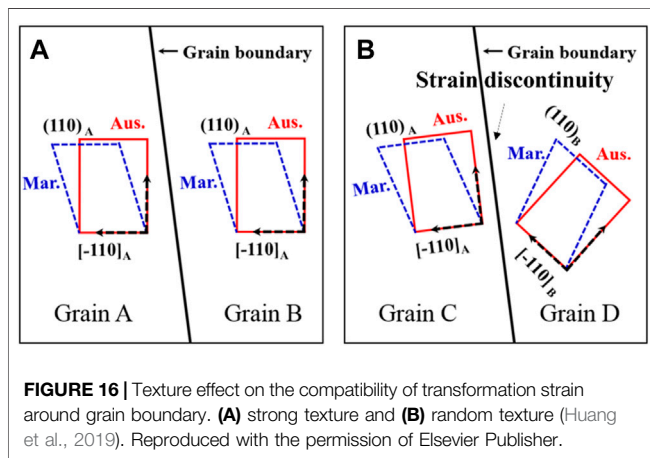 A
← Grain boundary
(110)A
Aus.
Mar.
[-110]A
Grain A
(110)A
Aus.
Mar.
[-110]A
Grain B
B
← Grain boundary
Strain discontinuity
(110)A
Aus.
Mar.
[-110]A
Grain C
(110)B
Mar.
Aus.
[-110]B
Grain D
FIGURE 16 | Texture effect on the compatibility of transformation strain
around grain boundary. (A) strong texture and (B) random texture (Huang
et al., 2019). Reproduced with the permission of Elsevier Publisher.